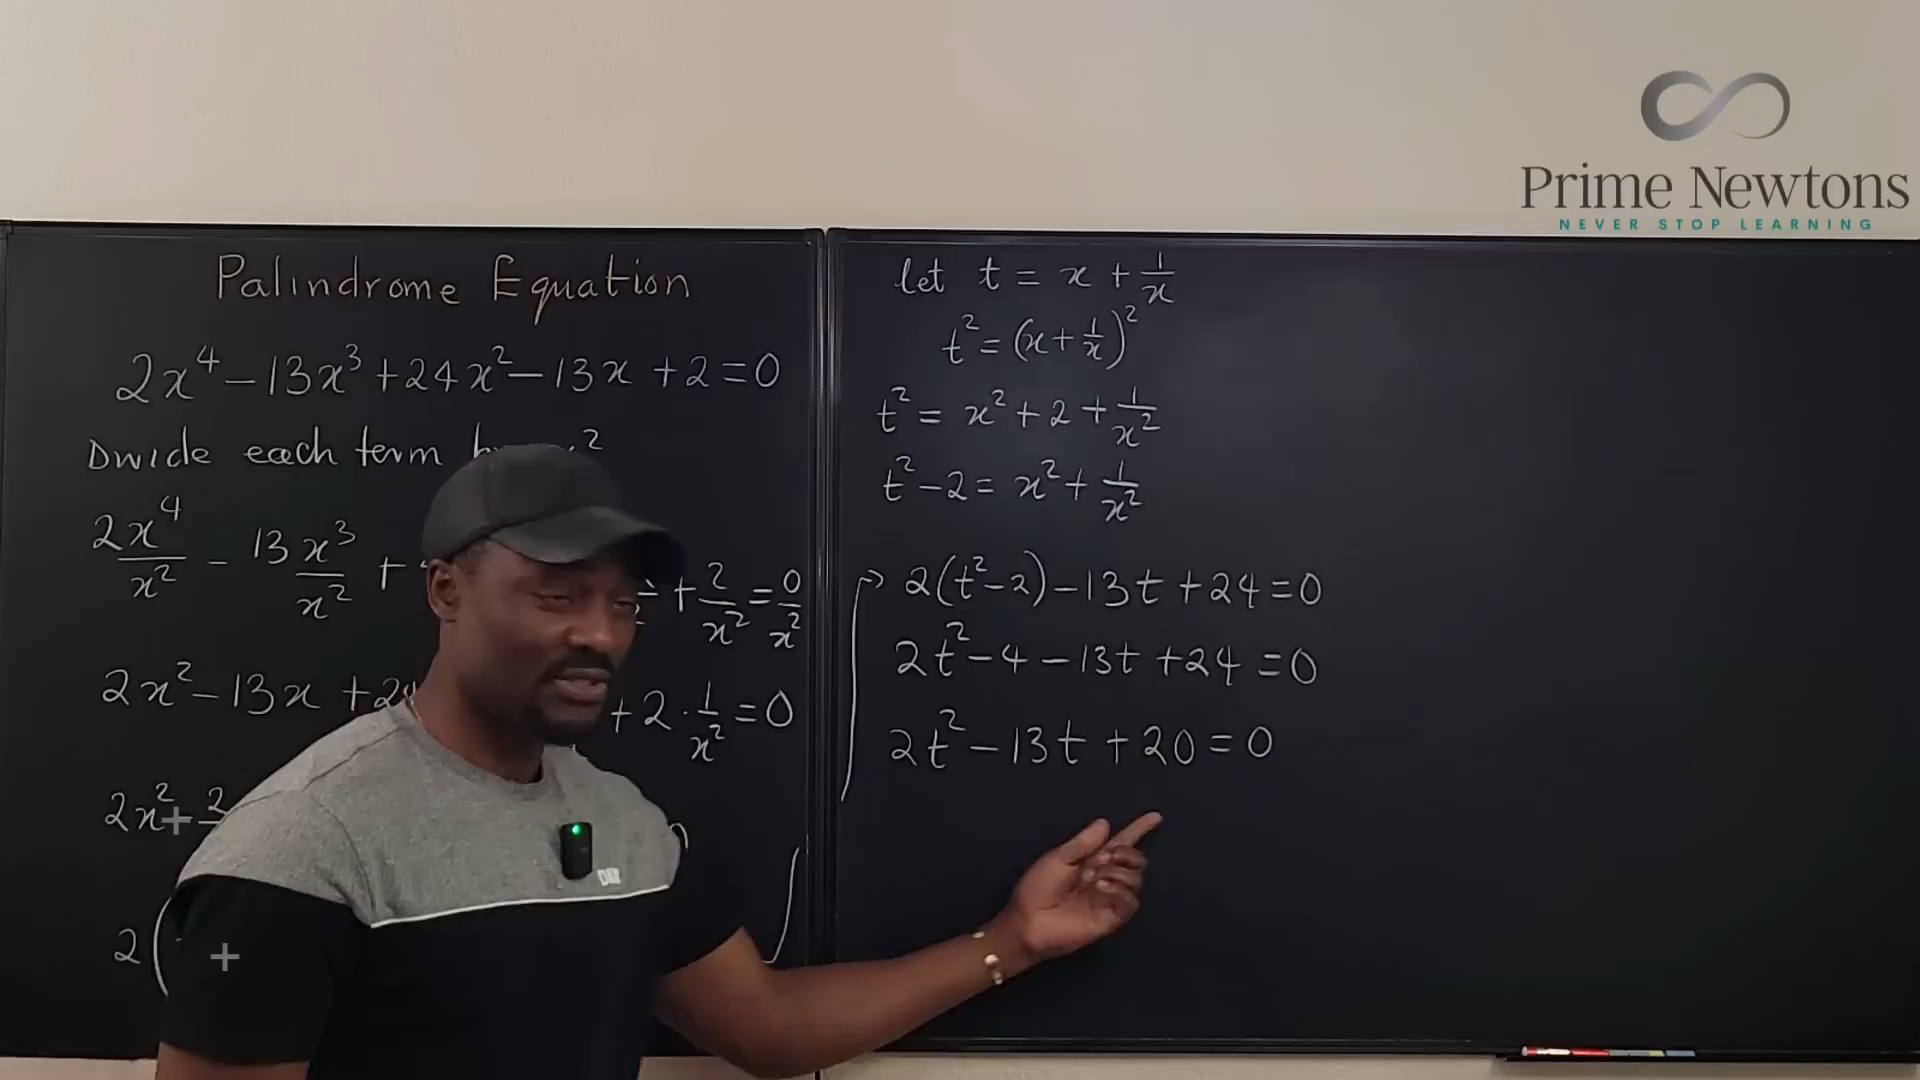 Prime Newtons
NEVER STOP LEARNING
Palindrome Equation
2x⁴ − 13x³ + 24x² − 13x + 2 = 0
Divide each term 2
2x⁴/x² − 13x³/x² + + 2/x² = 0/x²
2x² − 13x + 2 + 2 · 1/x² = 0
2x² +
2( +
let t = x + 1/x
t² = (x + 1/x)²
t² = x² + 2 + 1/x²
t² − 2 = x² + 1/x²
2(t² − 2) − 13t + 24 = 0
2t² − 4 − 13t + 24 = 0
2t² − 13t + 20 = 0